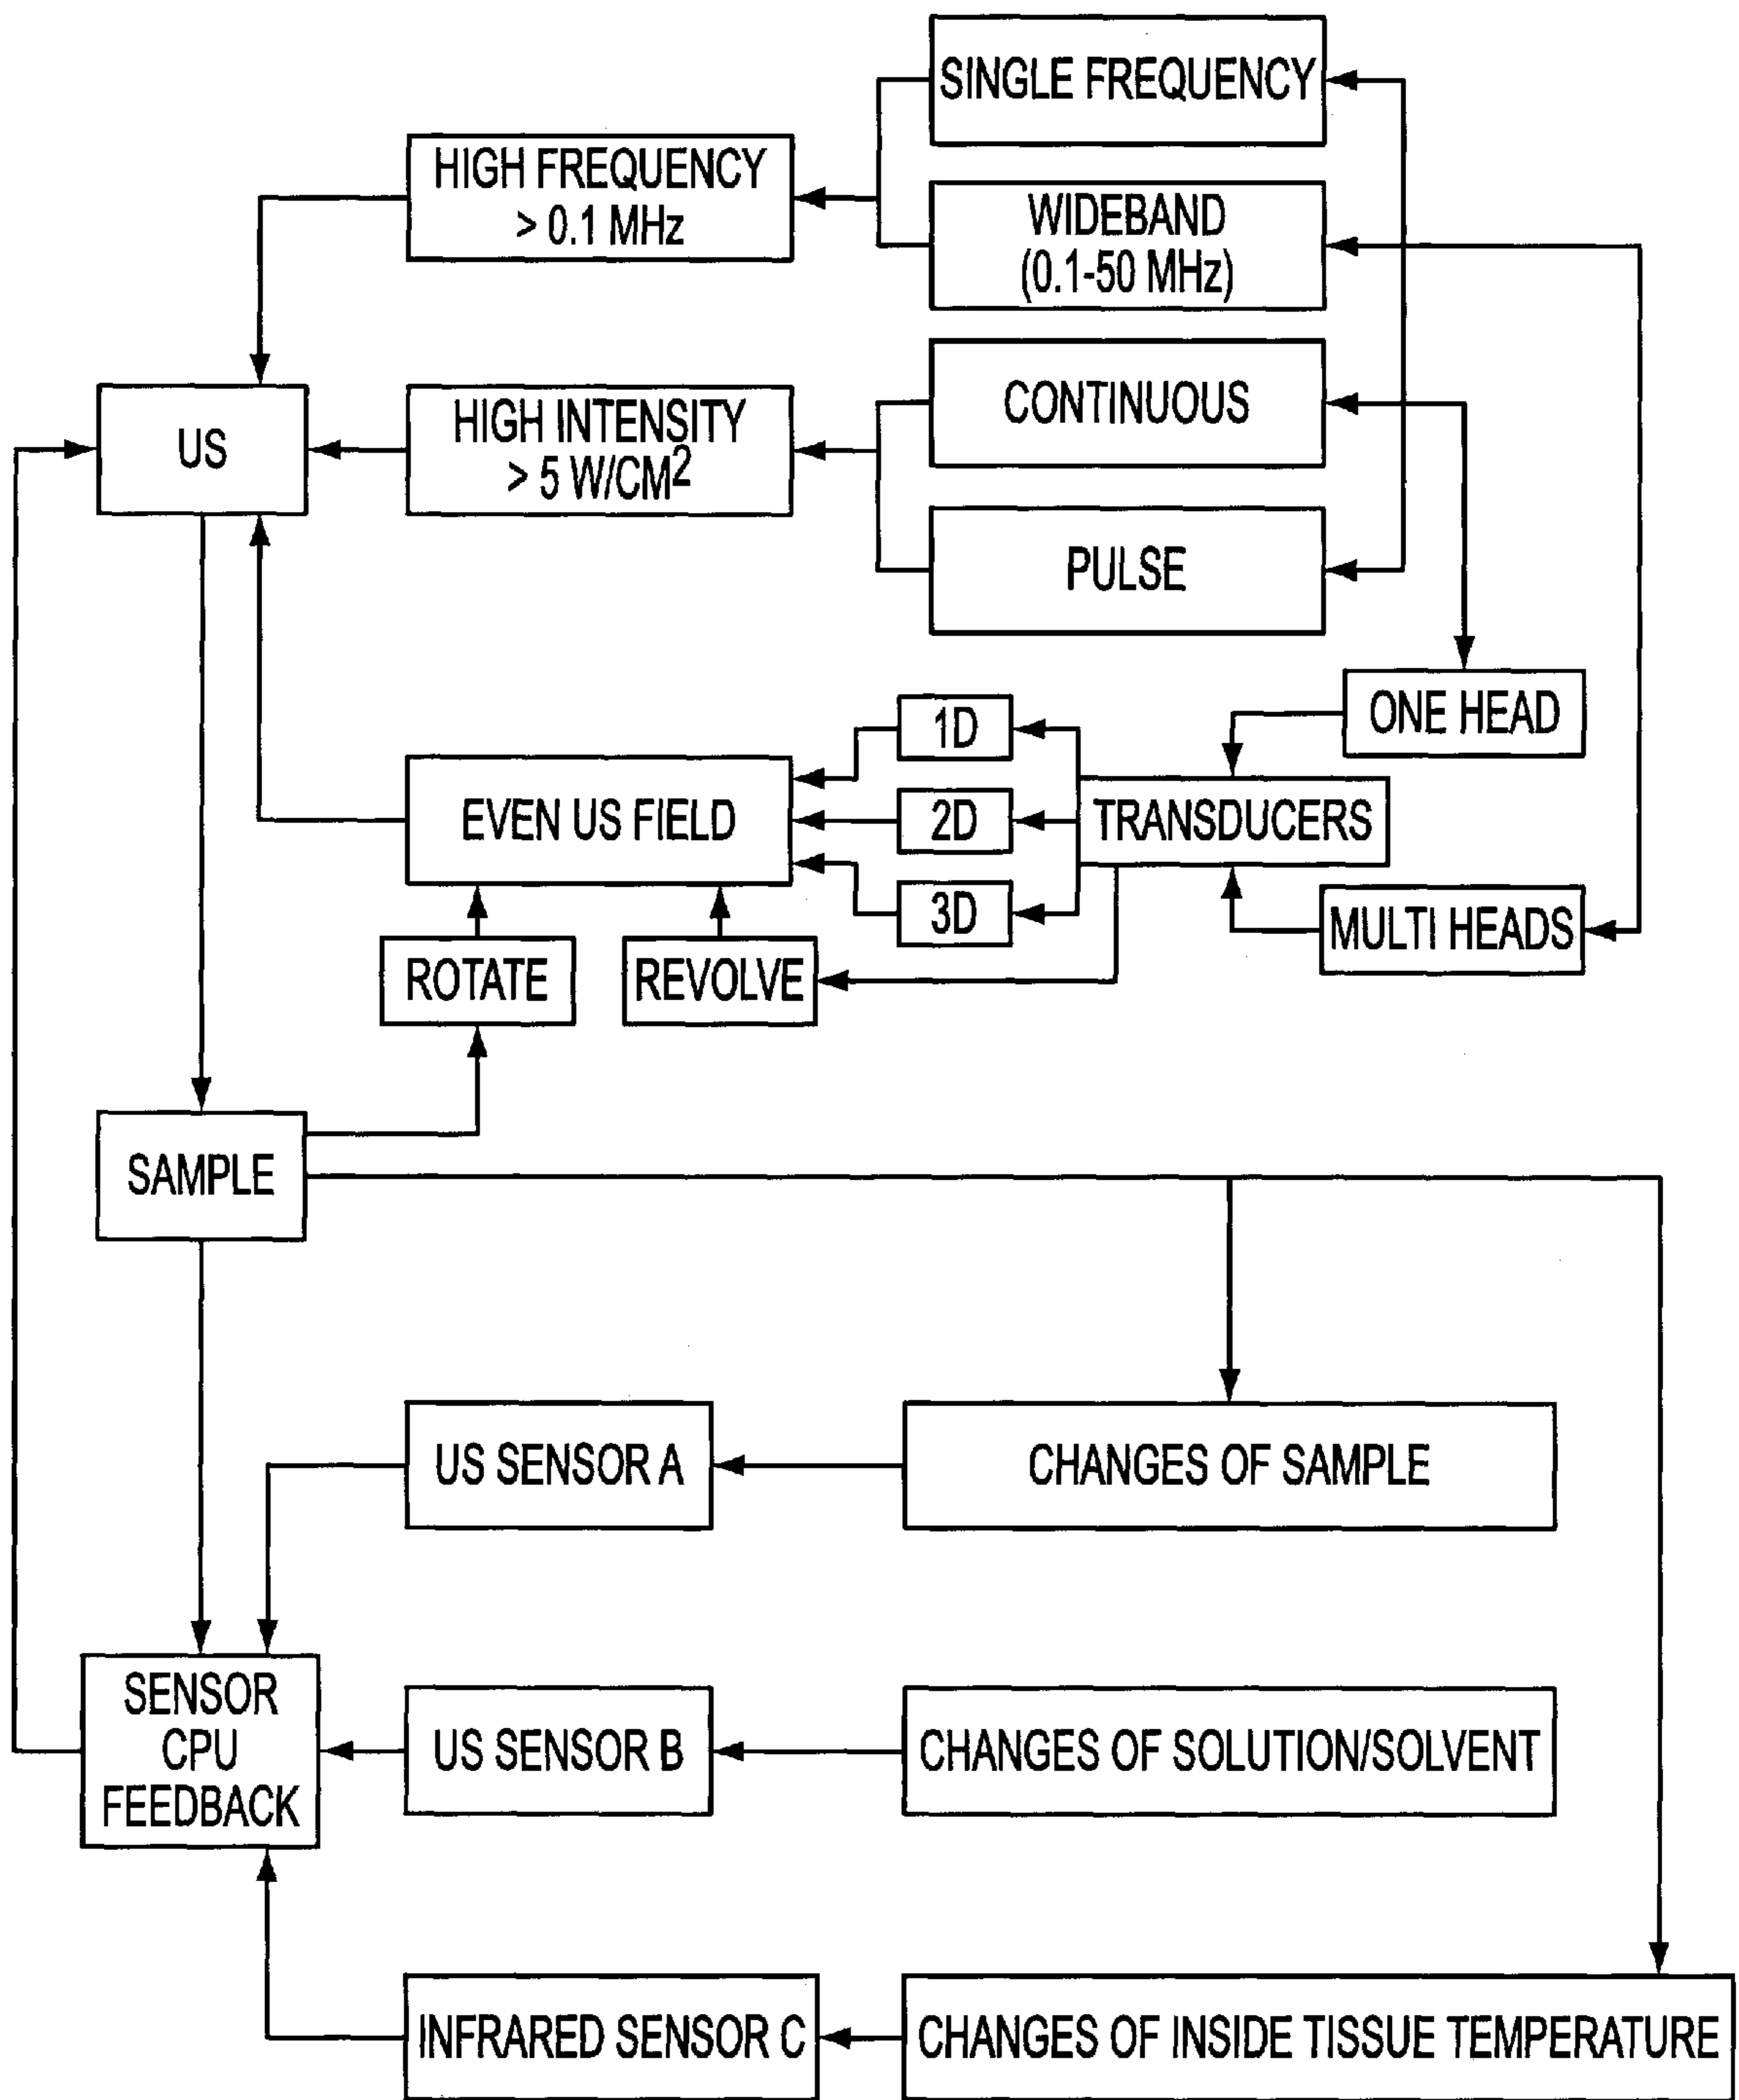 SINGLE FREQUENCY
HIGH FREQUENCY
> 0.1 MHz
WIDEBAND
(0.1-50 MHz)
CONTINUOUS
US
HIGH INTENSITY
> 5 W/CM²
PULSE
ONE HEAD
1D
EVEN US FIELD
2D
TRANSDUCERS
3D
MULTI HEADS
ROTATE
REVOLVE
SAMPLE
US SENSOR A
CHANGES OF SAMPLE
SENSOR
CPU
FEEDBACK
US SENSOR B
CHANGES OF SOLUTION/SOLVENT
INFRARED SENSOR C
CHANGES OF INSIDE TISSUE TEMPERATURE